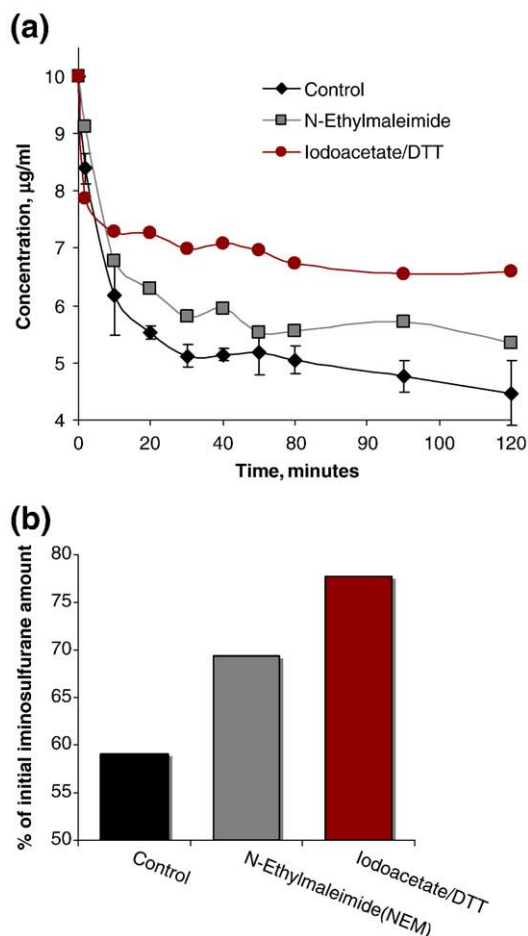 (a)
10
9
8
7
6
5
4
Concentration, µg/ml
Control
N-Ethylmaleimide
Iodoacetate/DTT
0 20 40 60 80 90 100 120
Time, minutes
(b)
80
75
70
65
60
55
50
% of initial iminosulfurane amount
Control
N-Ethylmaleimide(NEM)
Iodoacetate/DTT